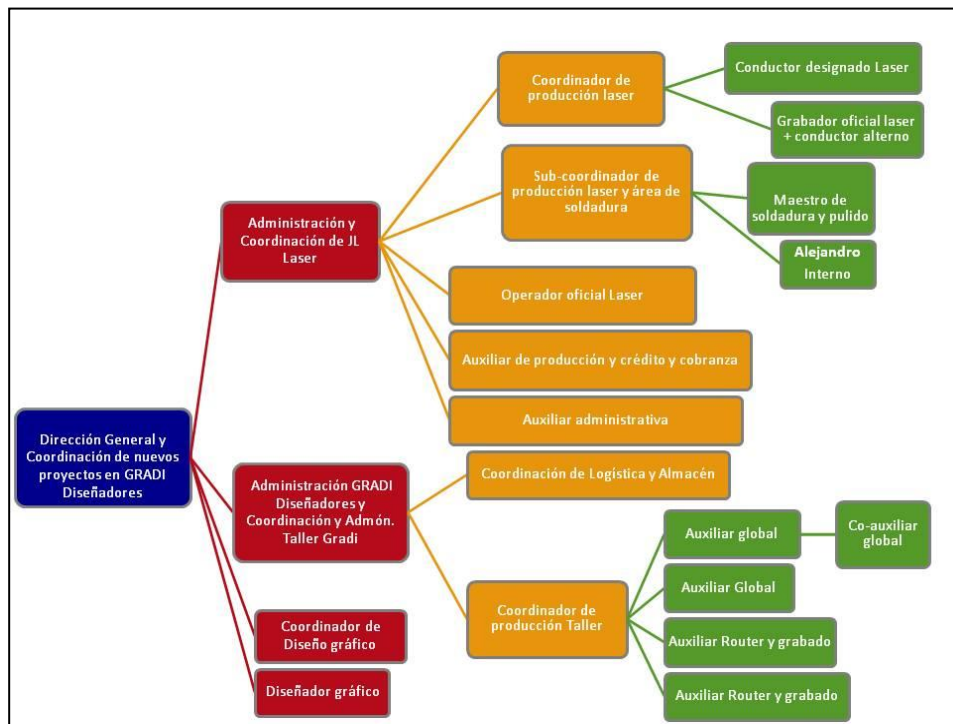 Dirección General y
Coordinación de nuevos
proyectos en GRADI
Diseñadores
Administración y
Coordinación de JL
Laser
Coordinador de
producción laser
Conductor designado Laser
Grabador oficial laser
+ conductor alterno
Sub-coordinador de
producción laser y área de
soldadura
Maestro de
soldadura y pulido
Alejandro
Interno
Operador oficial Laser
Auxiliar de producción y crédito y cobranza
Auxiliar administrativa
Administración GRADI
Diseñadores y
Coordinación y Admón.
Taller Gradi
Coordinación de Logística y Almacén
Coordinador de
producción Taller
Auxiliar global
Co-auxiliar
global
Auxiliar Global
Auxiliar Router y grabado
Auxiliar Router y grabado
Coordinador de
Diseño gráfico
Diseñador gráfico